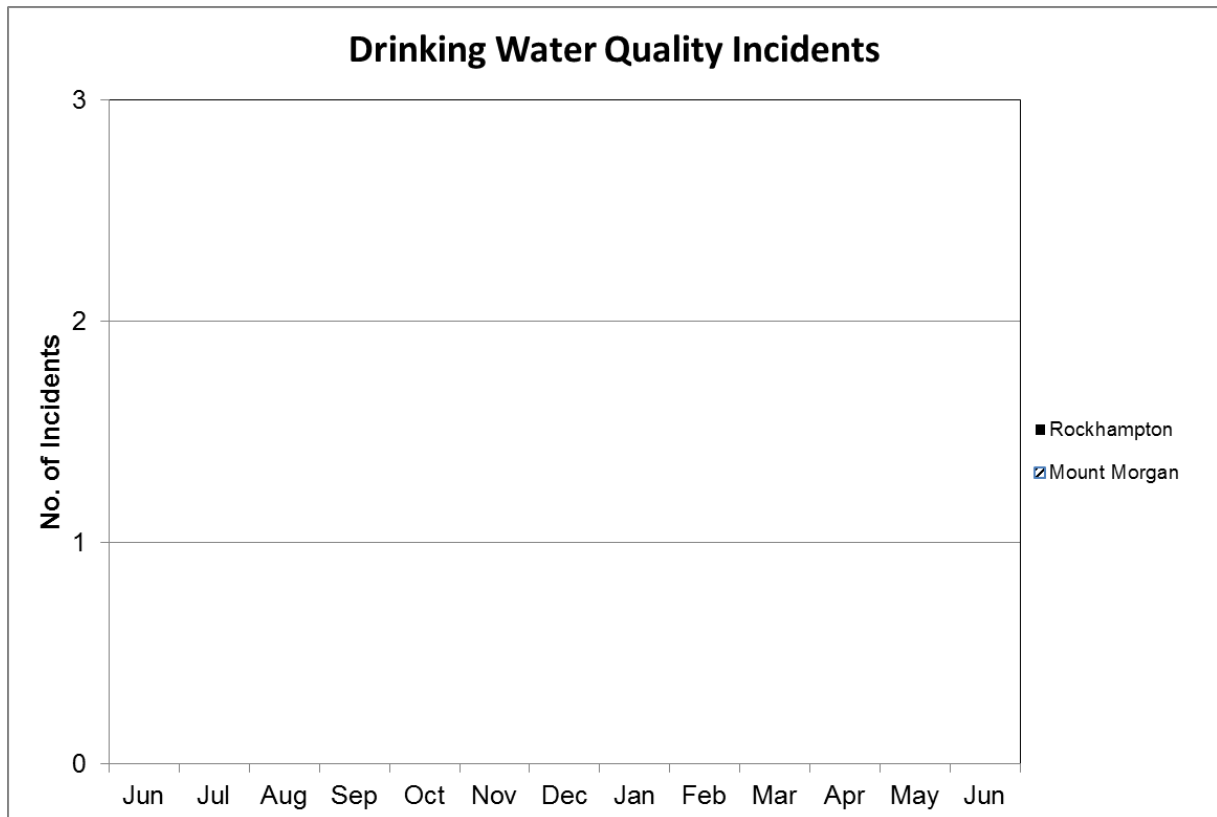 Drinking Water Quality Incidents
3
2
1
0
No. of Incidents
Jun Jul Aug Sep Oct Nov Dec Jan Feb Mar Apr May Jun
Rockhampton
Mount Morgan